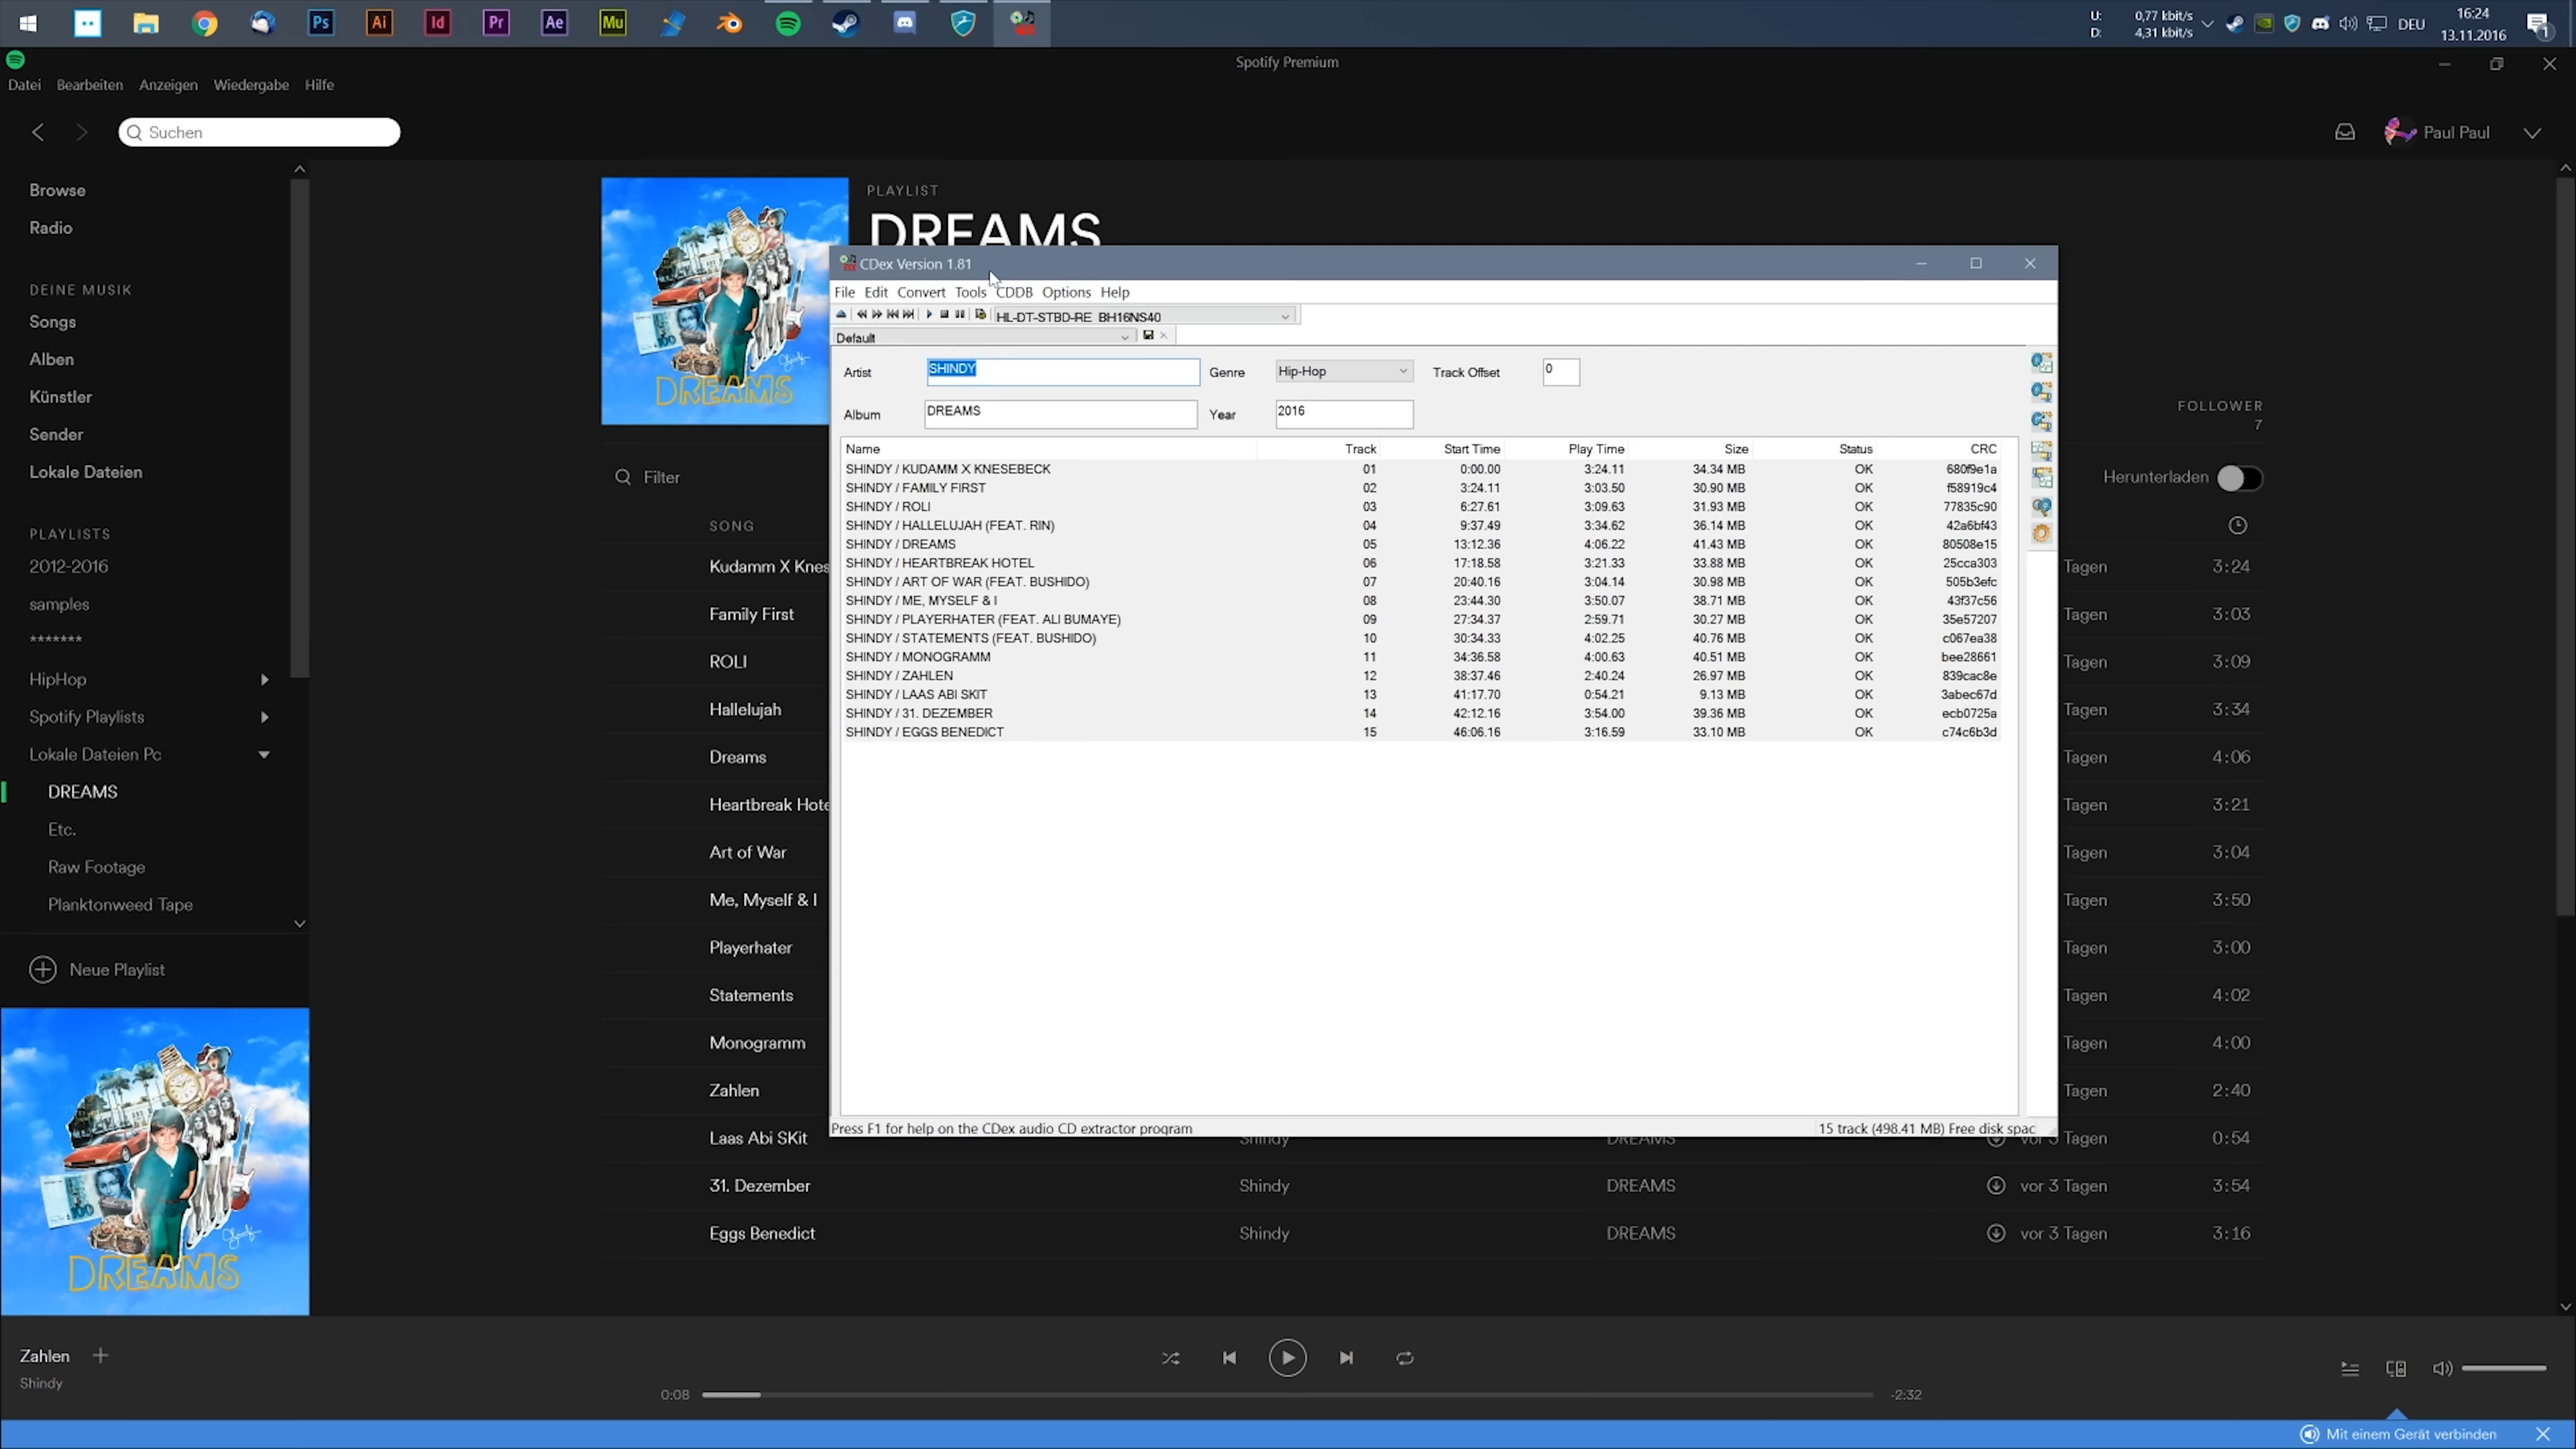 Ps Ai Id Pr Ae Mu
U: 0,77 kbit/s
D: 4,31 kbit/s
DEU
16:24
13.11.2016
1
Spotify Premium
Datei Bearbeiten Anzeigen Wiedergabe Hilfe
Suchen
Paul Paul
Browse
Radio
DEINE MUSIK
Songs
Alben
Künstler
Sender
Lokale Dateien
PLAYLISTS
2012-2016
samples
*******
HipHop
Spotify Playlists
Lokale Dateien Pc
DREAMS
Etc.
Raw Footage
Planktonweed Tape
Neue Playlist
DREAMS
PLAYLIST
DREAMS
DREAMS
FOLLOWER
7
Filter
Herunterladen
SONG
Kudamm X Knes
Tagen 3:24
Family First
Tagen 3:03
ROLI
Tagen 3:09
Hallelujah
Tagen 3:34
Dreams
Tagen 4:06
Heartbreak Hote
Tagen 3:21
Art of War
Tagen 3:04
Me, Myself & I
Tagen 3:50
Playerhater
Tagen 3:00
Statements
Tagen 4:02
Monogramm
Tagen 4:00
Zahlen
Tagen 2:40
Laas Abi SKit Shindy DREAMS vor 3 Tagen 0:54
31. Dezember Shindy DREAMS vor 3 Tagen 3:54
Eggs Benedict Shindy DREAMS vor 3 Tagen 3:16
CDex Version 1.81
File Edit Convert Tools CDDB Options Help
HL-DT-STBD-RE BH16NS40
Default
Artist SHINDY Genre Hip-Hop Track Offset 0
Album DREAMS Year 2016
Name Track Start Time Play Time Size Status CRC
SHINDY / KUDAMM X KNESEBECK 01 0:00.00 3:24.11 34.34 MB OK 680f9e1a
SHINDY / FAMILY FIRST 02 3:24.11 3:03.50 30.90 MB OK f58919c4
SHINDY / ROLI 03 6:27.61 3:09.63 31.93 MB OK 77835c90
SHINDY / HALLELUJAH (FEAT. RIN) 04 9:37.49 3:34.62 36.14 MB OK 42a6bf43
SHINDY / DREAMS 05 13:12.36 4:06.22 41.43 MB OK 80508e15
SHINDY / HEARTBREAK HOTEL 06 17:18.58 3:21.33 33.88 MB OK 25cca303
SHINDY / ART OF WAR (FEAT. BUSHIDO) 07 20:40.16 3:04.14 30.98 MB OK 505b3efc
SHINDY / ME, MYSELF & I 08 23:44.30 3:50.07 38.71 MB OK 43f37c56
SHINDY / PLAYERHATER (FEAT. ALI BUMAYE) 09 27:34.37 2:59.71 30.27 MB OK 35e57207
SHINDY / STATEMENTS (FEAT. BUSHIDO) 10 30:34.33 4:02.25 40.76 MB OK c067ea38
SHINDY / MONOGRAMM 11 34:36.58 4:00.63 40.51 MB OK bee28661
SHINDY / ZAHLEN 12 38:37.46 2:40.24 26.97 MB OK 839cac8e
SHINDY / LAAS ABI SKIT 13 41:17.70 0:54.21 9.13 MB OK 3abec67d
SHINDY / 31. DEZEMBER 14 42:12.16 3:54.00 39.36 MB OK ecb0725a
SHINDY / EGGS BENEDICT 15 46:06.16 3:16.59 33.10 MB OK c74c6b3d
Press F1 for help on the CDex audio CD extractor program
15 track (498.41 MB) Free disk spac
Zahlen
Shindy
0:08
-2:32
Mit einem Gerät verbinden